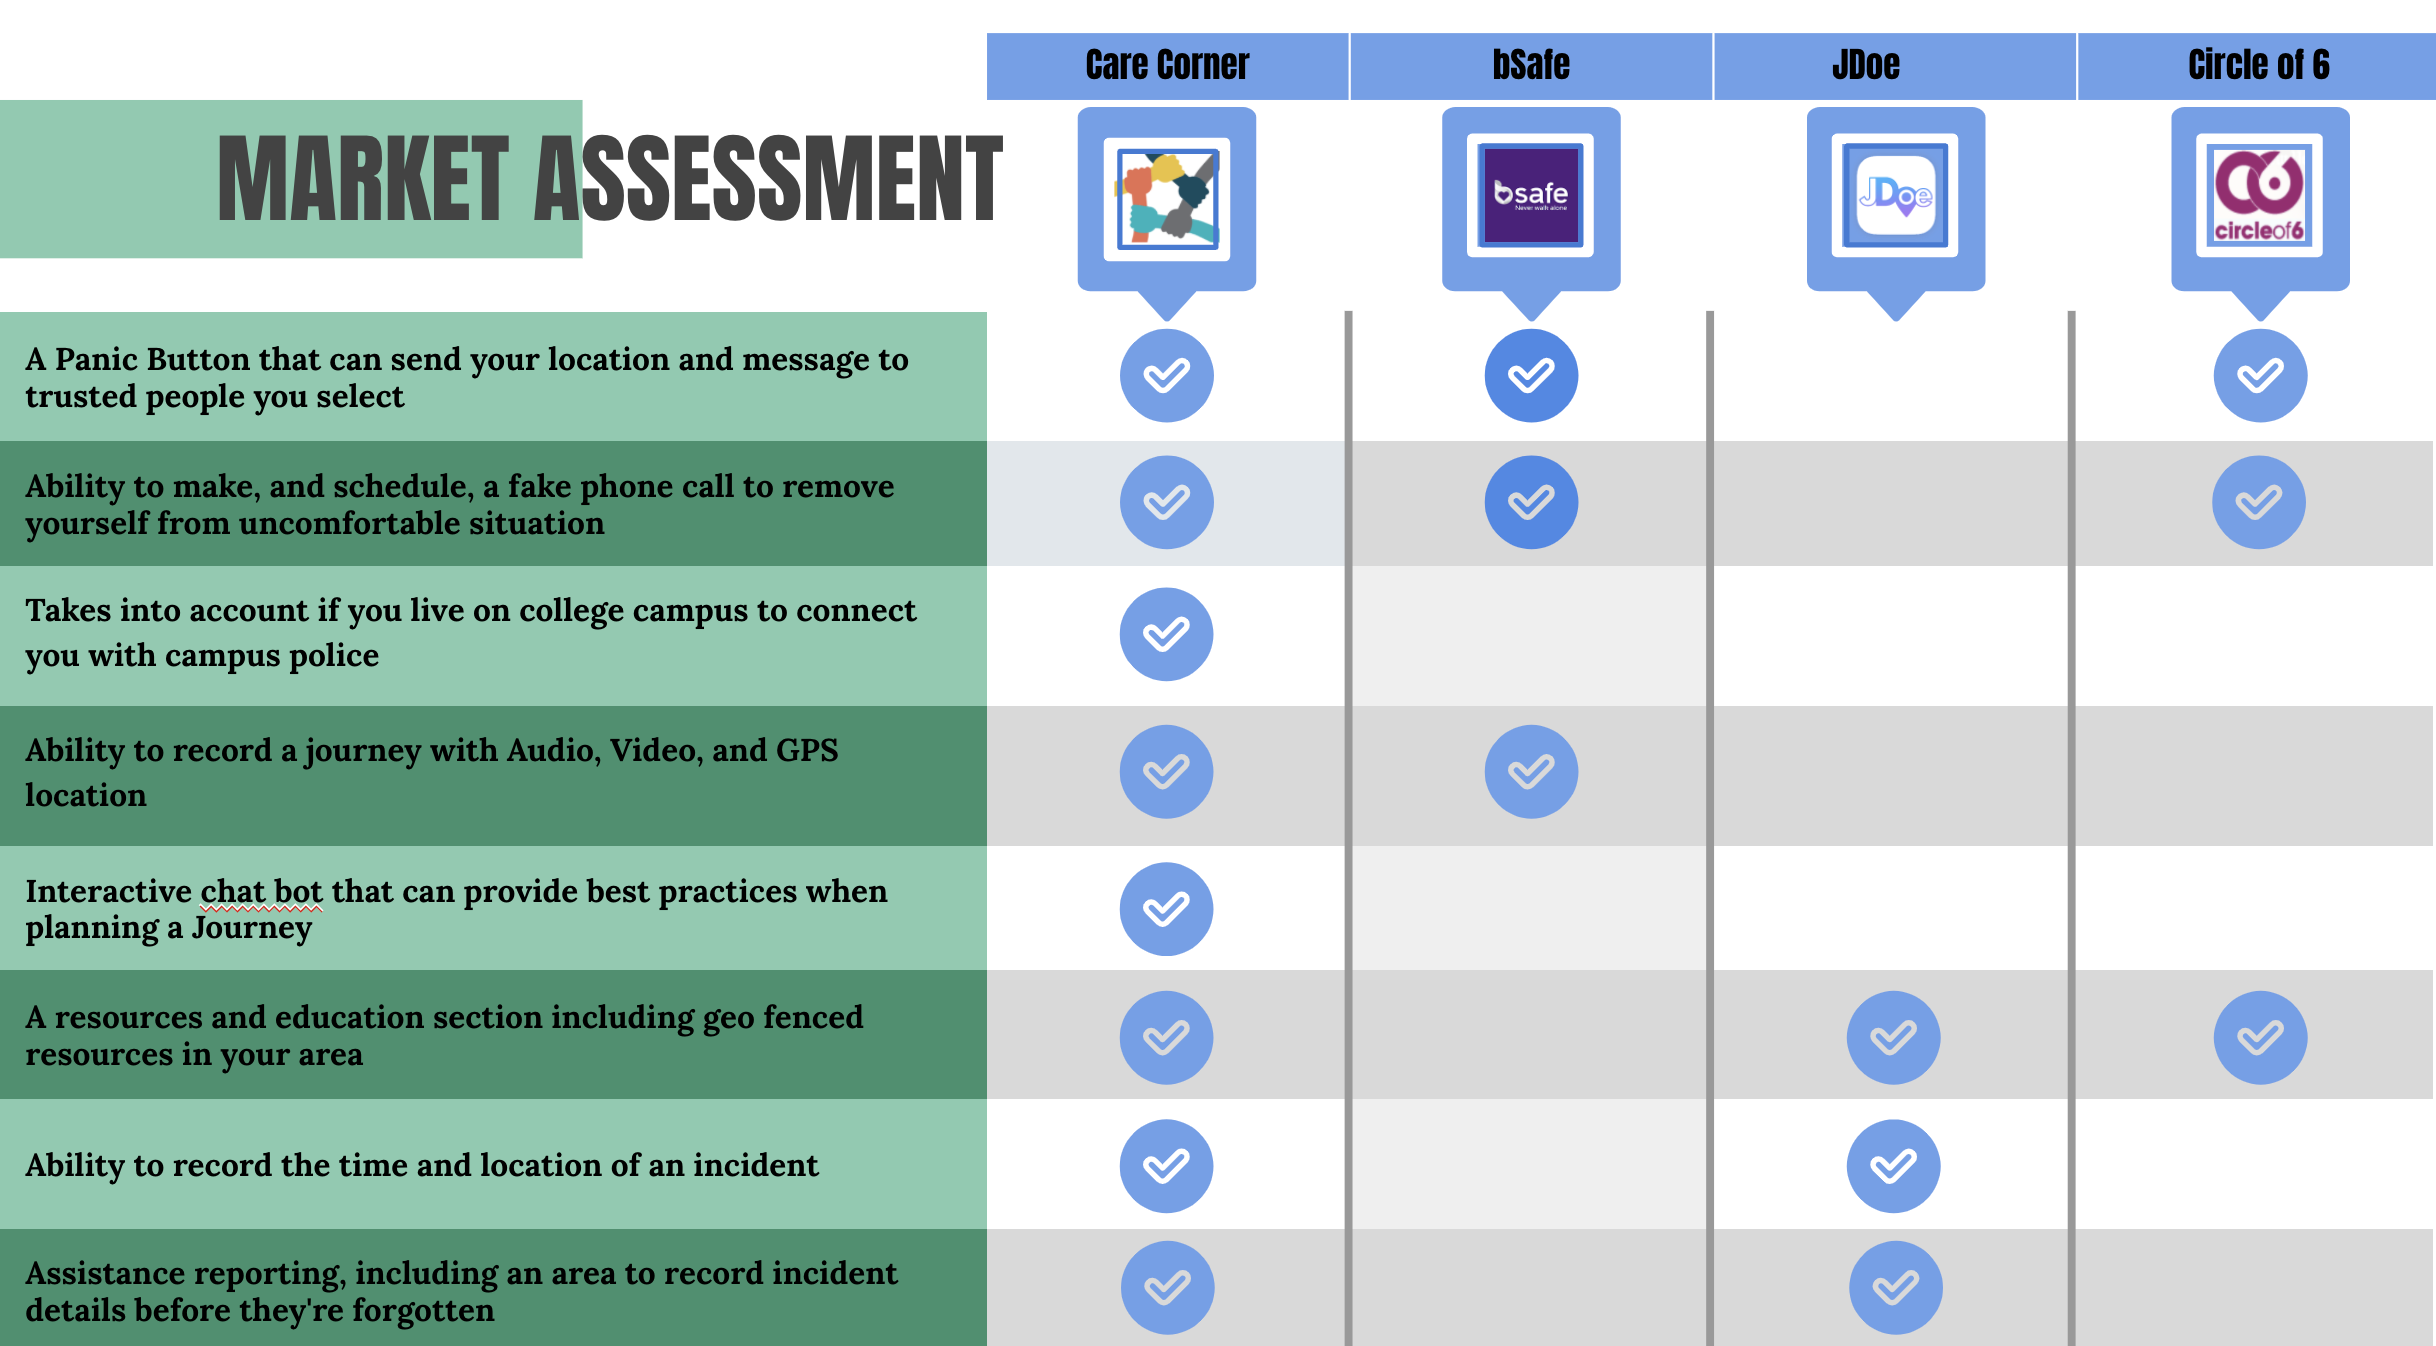 Care Corner
bSafe
JDoe
Circle of 6
MARKET ASSESSMENT
bsafe
Never walk alone
JDoe
circleof6
A Panic Button that can send your location and message to
trusted people you select
Ability to make, and schedule, a fake phone call to remove
yourself from uncomfortable situation
Takes into account if you live on college campus to connect
you with campus police
Ability to record a journey with Audio, Video, and GPS
location
Interactive chat bot that can provide best practices when
planning a Journey
A resources and education section including geo fenced
resources in your area
Ability to record the time and location of an incident
Assistance reporting, including an area to record incident
details before they're forgotten